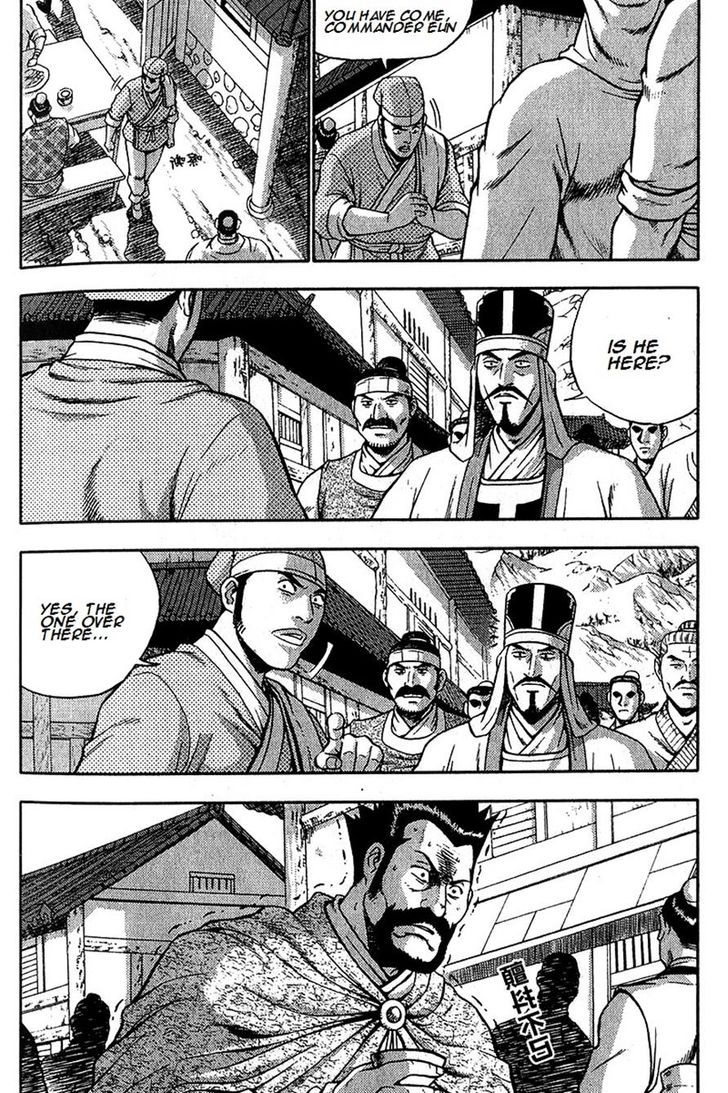 YOU HAVE COME,
COMMANDER EUN
IS HE
HERE?
YES, THE
ONE OVER
THERE...